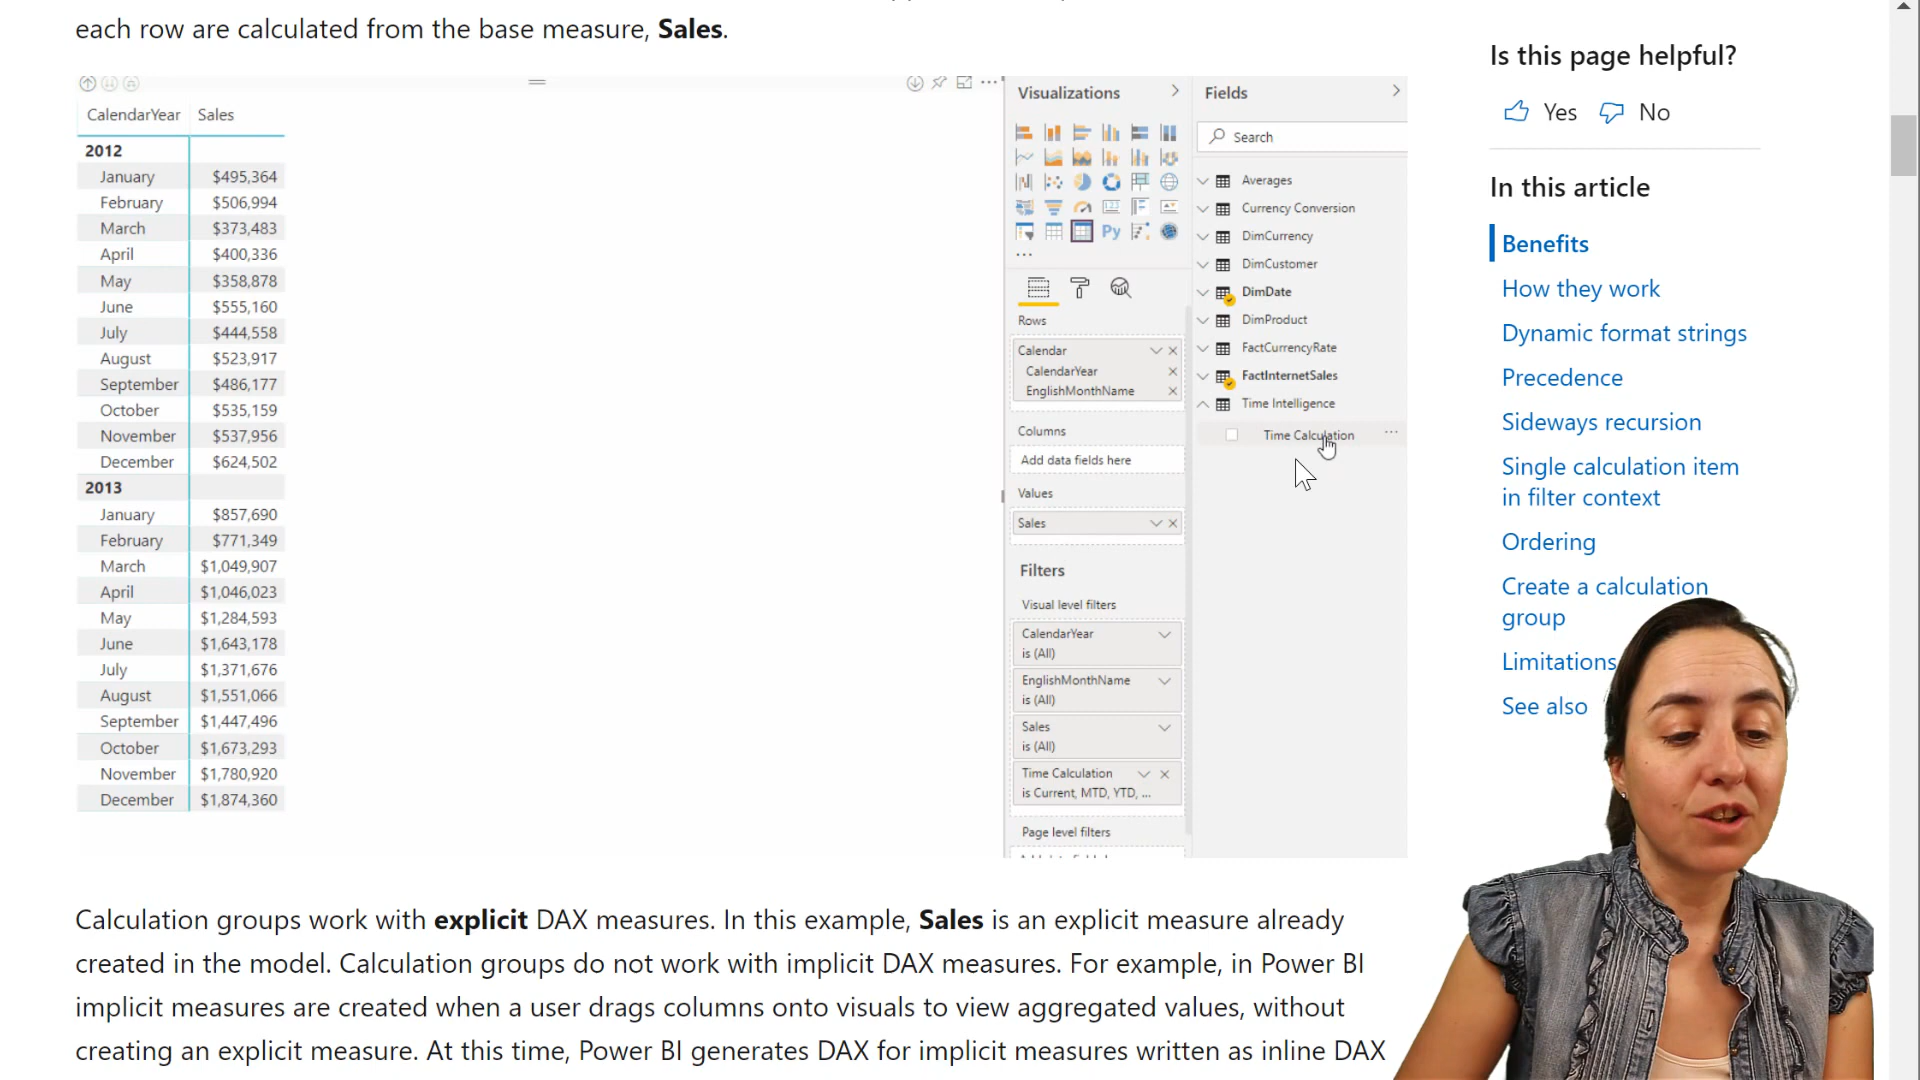 each row are calculated from the base measure, Sales.
CalendarYear Sales
2012
January $495,364
February $506,994
March $373,483
April $400,336
May $358,878
June $555,160
July $444,558
August $523,917
September $486,177
October $535,159
November $537,956
December $624,502
2013
January $857,690
February $771,349
March $1,049,907
April $1,046,023
May $1,284,593
June $1,643,178
July $1,371,676
August $1,551,066
September $1,447,496
October $1,673,293
November $1,780,920
December $1,874,360
Visualizations
Py
Rows
Calendar
CalendarYear
EnglishMonthName
Columns
Add data fields here
Values
Sales
Filters
Visual level filters
CalendarYear
is (All)
EnglishMonthName
is (All)
Sales
is (All)
Time Calculation
is Current, MTD, YTD, ...
Page level filters
Fields
Search
Averages
Currency Conversion
DimCurrency
DimCustomer
DimDate
DimProduct
FactCurrencyRate
FactInternetSales
Time Intelligence
Time Calculation
Calculation groups work with explicit DAX measures. In this example, Sales is an explicit measure already
created in the model. Calculation groups do not work with implicit DAX measures. For example, in Power BI
implicit measures are created when a user drags columns onto visuals to view aggregated values, without
creating an explicit measure. At this time, Power BI generates DAX for implicit measures written as inline DAX
Is this page helpful?
Yes No
In this article
Benefits
How they work
Dynamic format strings
Precedence
Sideways recursion
Single calculation item
in filter context
Ordering
Create a calculation
group
Limitations
See also